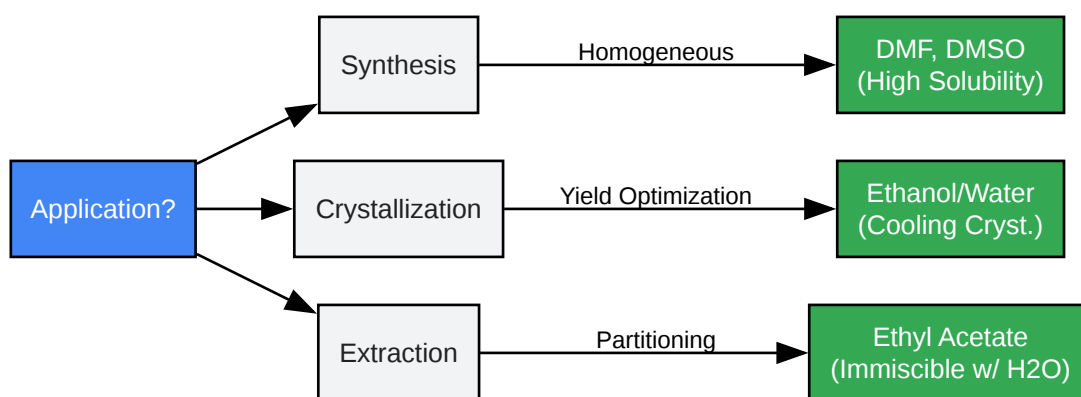 Synthesis
Homogeneous
DMF, DMSO
(High Solubility)
Application?
Crystallization
Yield Optimization
Ethanol/Water
(Cooling Cryst.)
Extraction
Partitioning
Ethyl Acetate
(Immiscible w/ H2O)